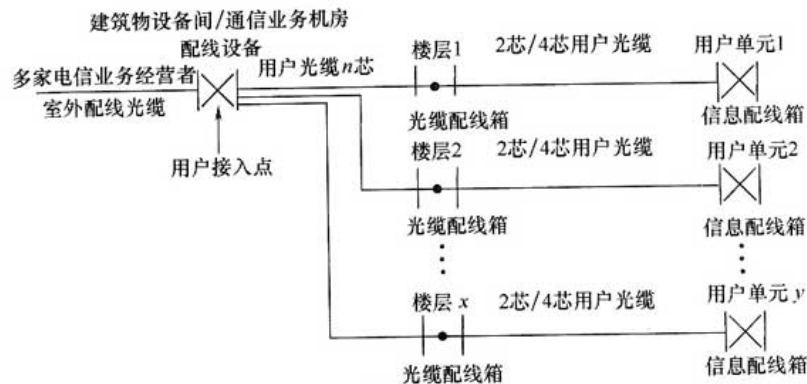 建筑物设备间/通信业务机房
配线设备
多家电信业务经营者
室外配线光缆
用户接入点
用户光缆n芯
楼层1
2芯/4芯用户光缆
用户单元1
光缆配线箱
信息配线箱
楼层2
2芯/4芯用户光缆
用户单元2
光缆配线箱
信息配线箱
楼层 x
2芯/4芯用户光缆
用户单元 y
光缆配线箱
信息配线箱